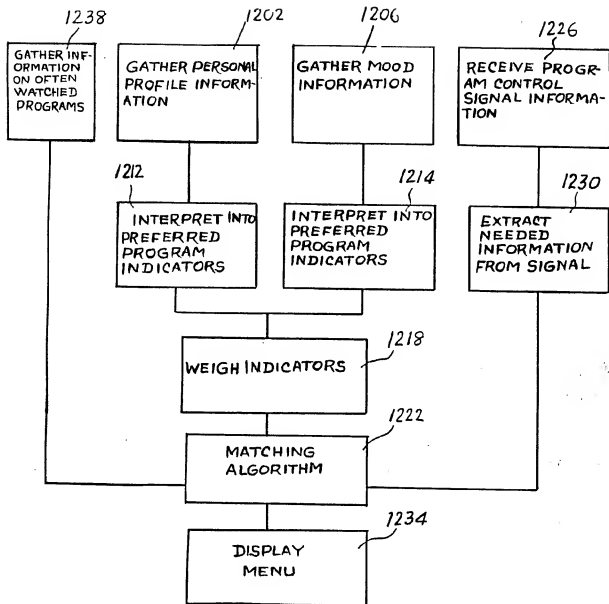 1238
1202
1206
1226
GATHER INF-
ORMATION
ON OFTEN
WATCHED
PROGRAMS
GATHER PERSONAL
PROFILE INFORM-
ATION
GATHER MOOD
INFORMATION
RECEIVE PROGR-
AM CONTROL
SIGNAL INFORMA-
TION
1212
1214
1230
INTERPRET INTO
PREFERRED
PROGRAM
INDICATORS
INTERPRET INTO
PREFERRED
PROGRAM
INDICATORS
EXTRACT
NEEDED
INFORMATION
FROM SIGNAL
1218
WEIGH INDICATORS
1222
MATCHING
ALGORITHM
1234
DISPLAY
MENU